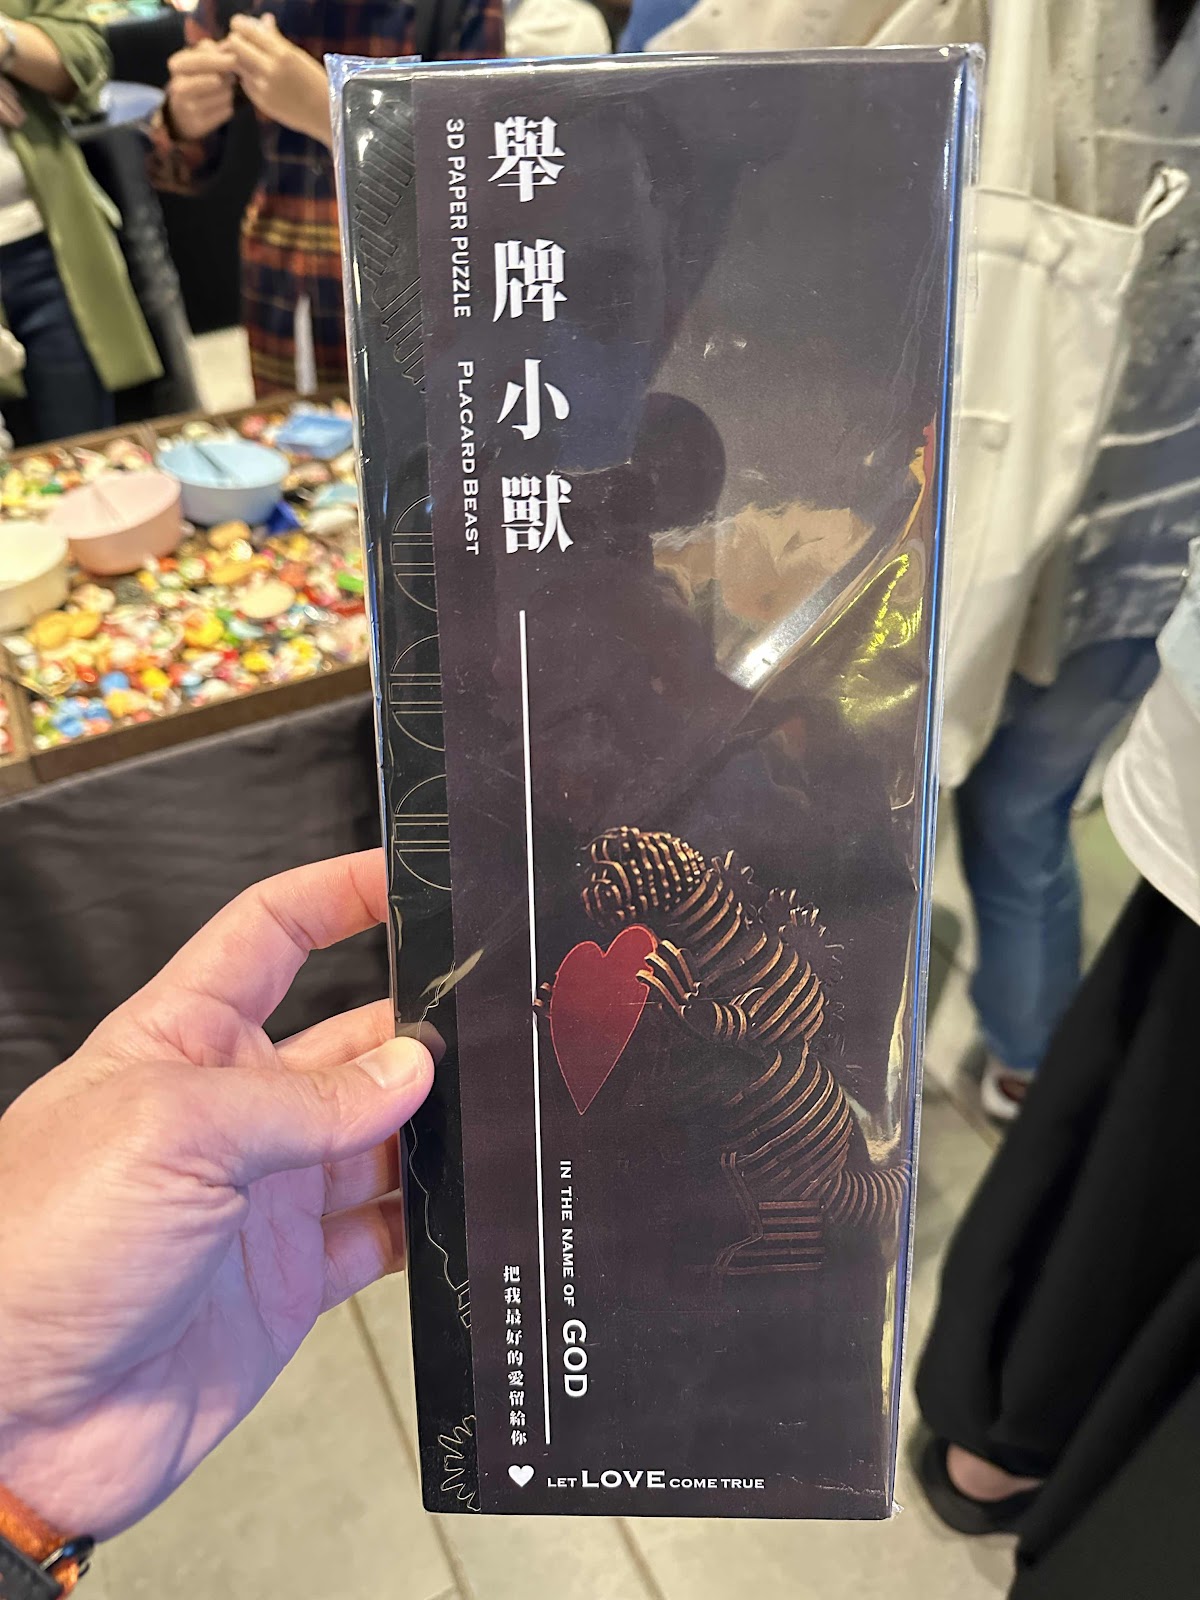 舉牌小獸
3D PAPER PUZZLE PLACARD BEAST
IN THE NAME OF GOD
把我最好的愛留給你
LET LOVE COME TRUE